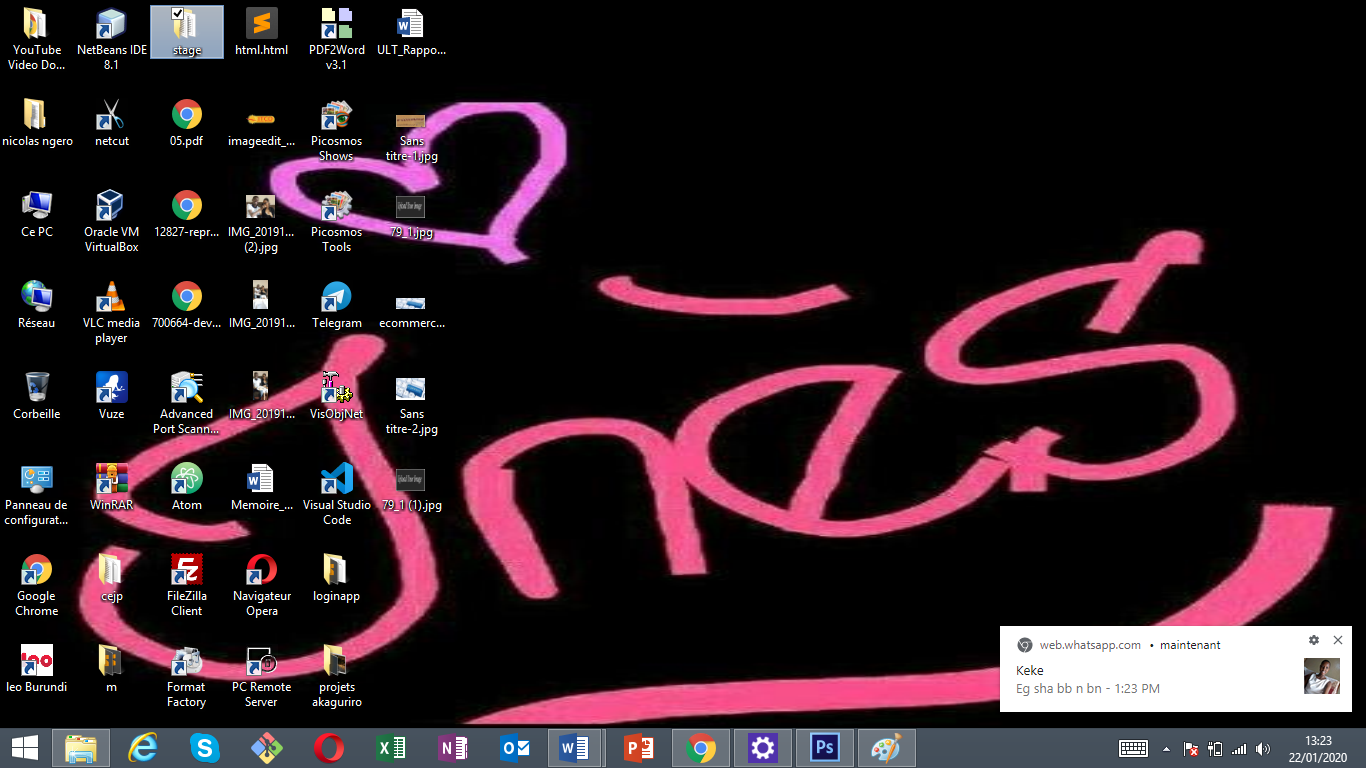 YouTube Video Do...
NetBeans IDE 8.1
stage
html.html
PDF2Word v3.1
ULT_Rappo...
nicolas ngero
netcut
05.pdf
imageedit_...
Picosmos Shows
Sans titre-1.jpg
Ce PC
Oracle VM VirtualBox
12827-repr...
IMG_20191... (2).jpg
Picosmos Tools
79_1.jpg
Réseau
VLC media player
700664-dev...
IMG_20191...
Telegram
ecommerc...
Corbeille
Vuze
Advanced Port Scann...
IMG_20191...
VisObjNet
Sans titre-2.jpg
Panneau de configurat...
WinRAR
Atom
Memoire_...
Visual Studio Code
79_1 (1).jpg
Google Chrome
cejp
FileZilla Client
Navigateur Opera
loginapp
leo Burundi
m
Format Factory
PC Remote Server
projets akaguriro
web.whatsapp.com • maintenant
Keke
Eg sha bb n bn - 1:23 PM
13:23
22/01/2020